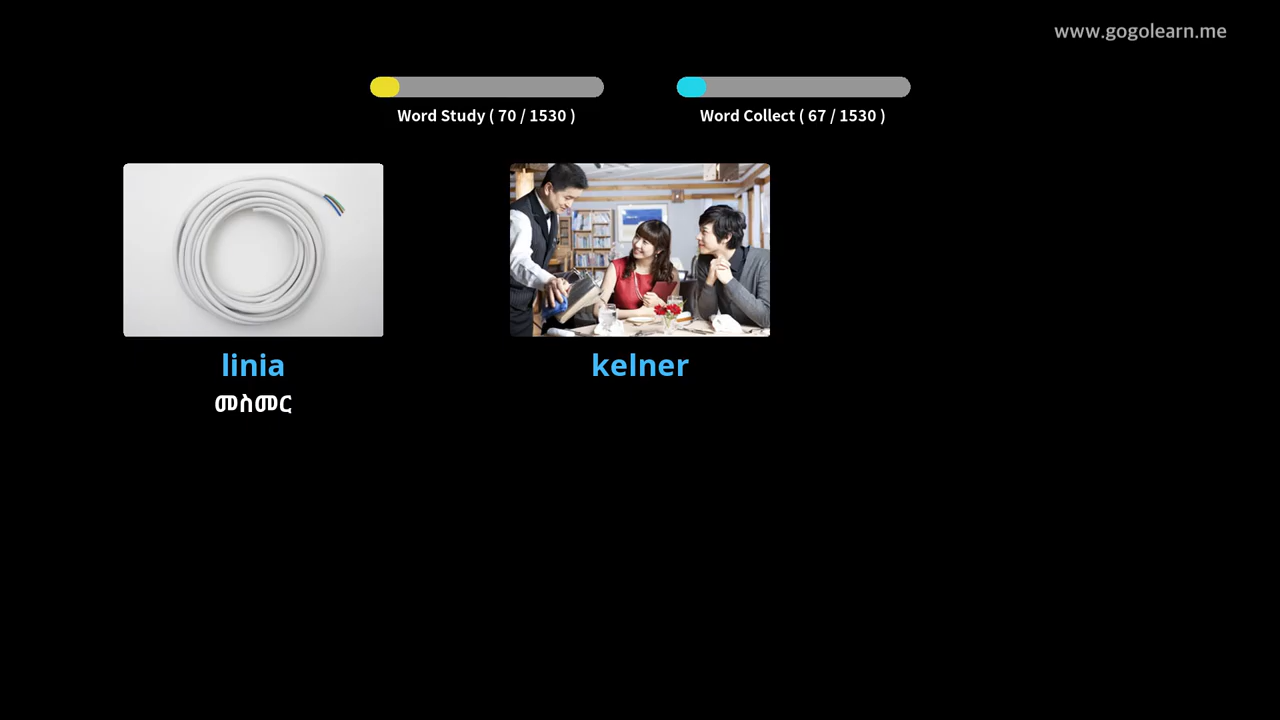 www.gogolearn.me
Word Study ( 70 / 1530 )
Word Collect ( 67 / 1530 )
linia
kelner
መስመር